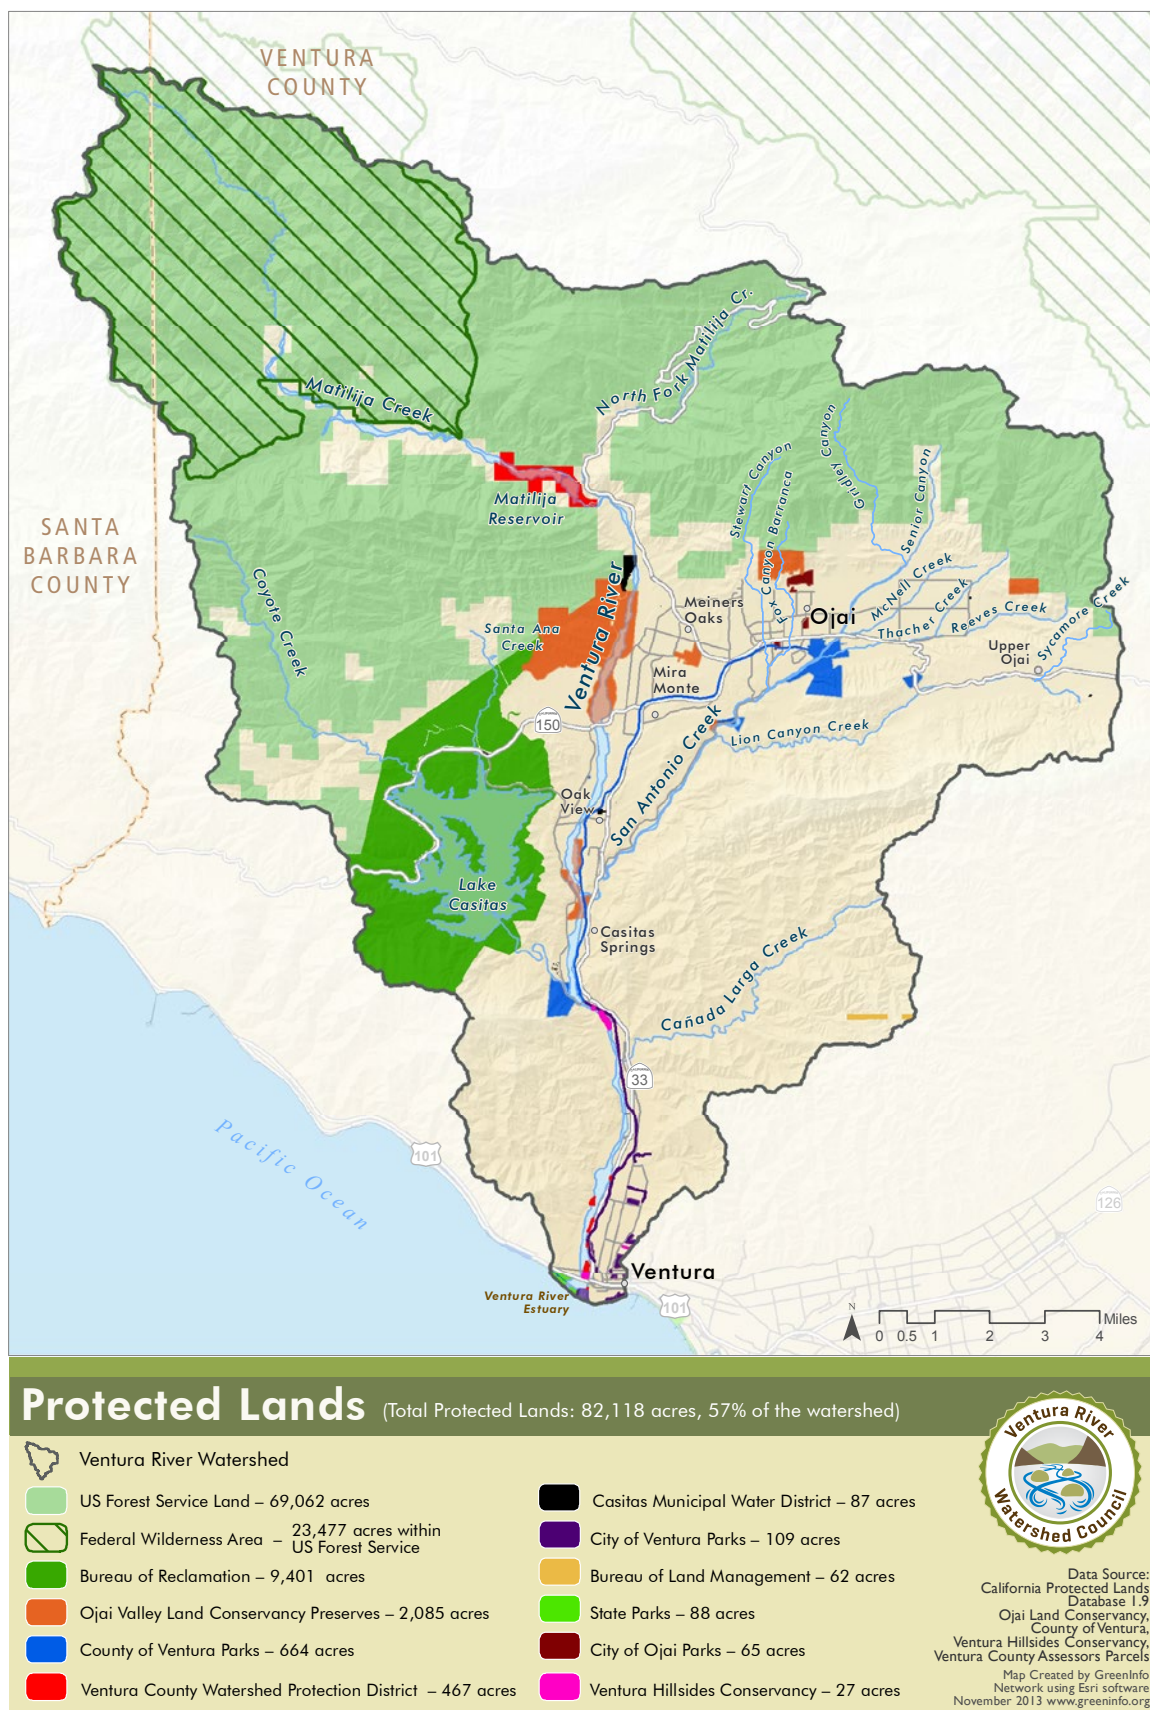 VENTURA
COUNTY
North Fork Matilija Cr.
Matilija Creek
Matilija
Reservoir
Stewart Canyon
Fox Canyon Barranca
Gridley Canyon
Senior Canyon
SANTA
BARBARA
COUNTY
Coyote Creek
Santa Ana
Creek
Ventura River
Meiners
Oaks
Ojai
McNell Creek
Thacher Creek
Reeves Creek
Sycamore Creek
Upper
Ojai
Mira
Monte
CALIFORNIA
150
San Antonio Creek
Lion Canyon Creek
Oak
View
Lake
Casitas
Casitas
Springs
Cañada Larga Creek
CALIFORNIA
33
Pacific Ocean
101
126
Ventura
Ventura River
Estuary
101
N
Miles
0 0.5 1 2 3 4
Protected Lands (Total Protected Lands: 82,118 acres, 57% of the watershed)
Ventura River Watershed
US Forest Service Land – 69,062 acres
Federal Wilderness Area – 23,477 acres within
US Forest Service
Bureau of Reclamation – 9,401 acres
Ojai Valley Land Conservancy Preserves – 2,085 acres
County of Ventura Parks – 664 acres
Ventura County Watershed Protection District – 467 acres
Casitas Municipal Water District – 87 acres
City of Ventura Parks – 109 acres
Bureau of Land Management – 62 acres
State Parks – 88 acres
City of Ojai Parks – 65 acres
Ventura Hillsides Conservancy – 27 acres
Ventura River
Watershed Council
Data Source:
California Protected Lands
Database 1.9
Ojai Land Conservancy,
County of Ventura,
Ventura Hillsides Conservancy,
Ventura County Assessors Parcels
Map Created by GreenInfo
Network using Esri software
November 2013 www.greeninfo.org